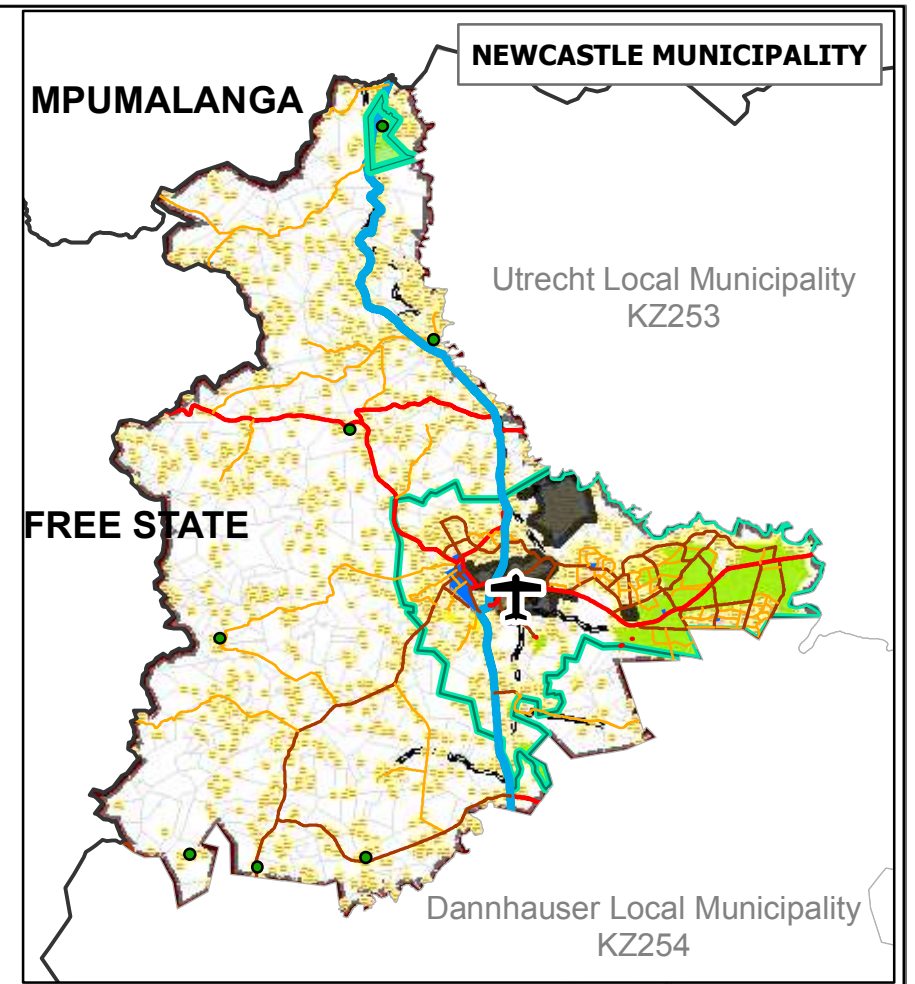 NEWCASTLE MUNICIPALITY
MPUMALANGA
Utrecht Local Municipality
KZ253
FREE STATE
Dannhauser Local Municipality
KZ254